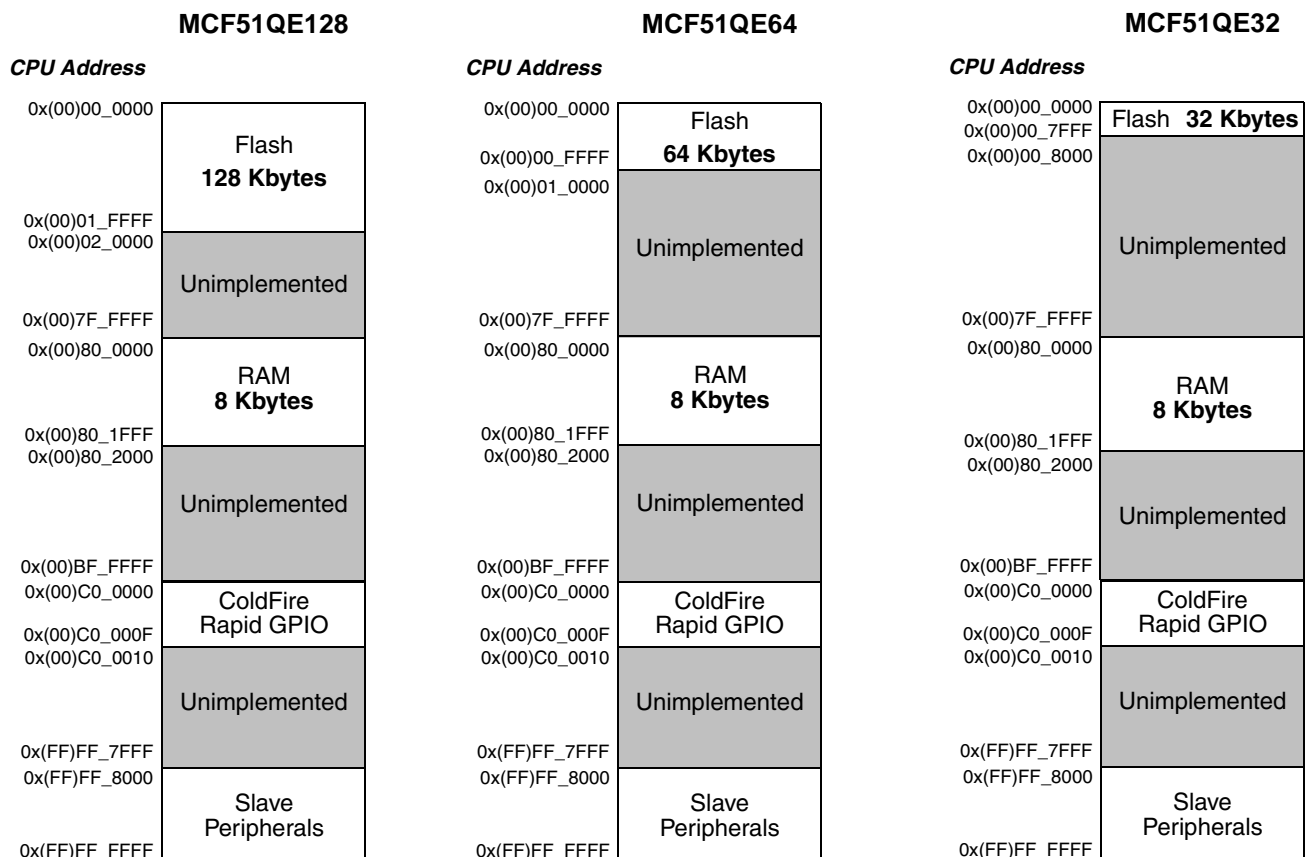 MCF51QE128
CPU Address
0x(00)00_0000
Flash
128 Kbytes
0x(00)01_FFFF
0x(00)02_0000
Unimplemented
0x(00)7F_FFFF
0x(00)80_0000
RAM
8 Kbytes
0x(00)80_1FFF
0x(00)80_2000
Unimplemented
0x(00)BF_FFFF
0x(00)C0_0000
ColdFire
Rapid GPIO
0x(00)C0_000F
0x(00)C0_0010
Unimplemented
0x(FF)FF_7FFF
0x(FF)FF_8000
Slave
Peripherals
0x(FF)FF_FFFF
MCF51QE64
CPU Address
0x(00)00_0000
Flash
64 Kbytes
0x(00)00_FFFF
0x(00)01_0000
Unimplemented
0x(00)7F_FFFF
0x(00)80_0000
RAM
8 Kbytes
0x(00)80_1FFF
0x(00)80_2000
Unimplemented
0x(00)BF_FFFF
0x(00)C0_0000
ColdFire
Rapid GPIO
0x(00)C0_000F
0x(00)C0_0010
Unimplemented
0x(FF)FF_7FFF
0x(FF)FF_8000
Slave
Peripherals
0x(FF)FF_FFFF
MCF51QE32
CPU Address
0x(00)00_0000
Flash 32 Kbytes
0x(00)00_7FFF
0x(00)00_8000
Unimplemented
0x(00)7F_FFFF
0x(00)80_0000
RAM
8 Kbytes
0x(00)80_1FFF
0x(00)80_2000
Unimplemented
0x(00)BF_FFFF
0x(00)C0_0000
ColdFire
Rapid GPIO
0x(00)C0_000F
0x(00)C0_0010
Unimplemented
0x(FF)FF_7FFF
0x(FF)FF_8000
Slave
Peripherals
0x(FF)FF_FFFF